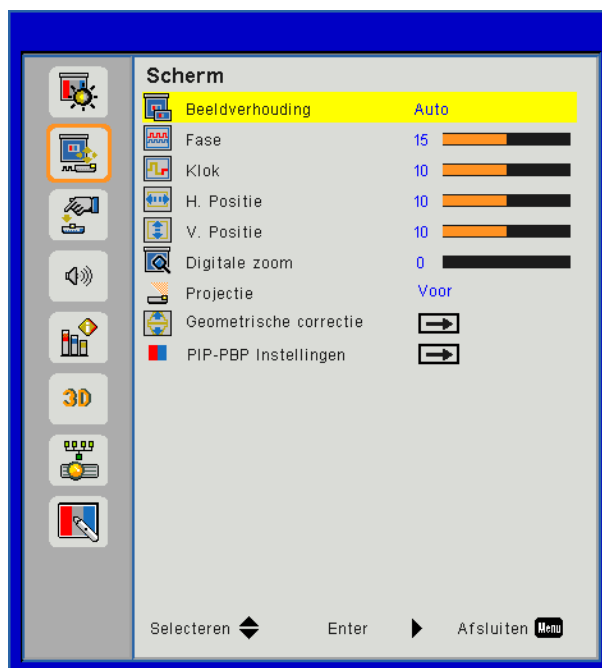 Scherm
Beeldverhouding Auto
Fase 15
Klok 10
H. Positie 10
V. Positie 10
Digitale zoom 0
Projectie Voor
Geometrische correctie
PIP-PBP Instellingen
3D
Selecteren Enter Afsluiten Menu